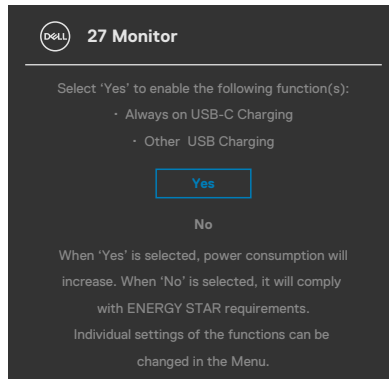 DELL 27 Monitor
Select ‘Yes’ to enable the following function(s):
· Always on USB-C Charging
· Other USB Charging
Yes
No
When ‘Yes’ is selected, power consumption will
increase. When ‘No’ is selected, it will comply
with ENERGY STAR requirements.
Individual settings of the functions can be
changed in the Menu.